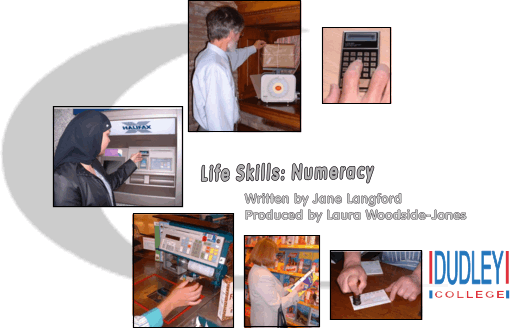 HALIFAX
Life Skills: Numeracy
Written by Jane Langford
Produced by Laura Woodside-Jones
DUDLEY
COLLEGE